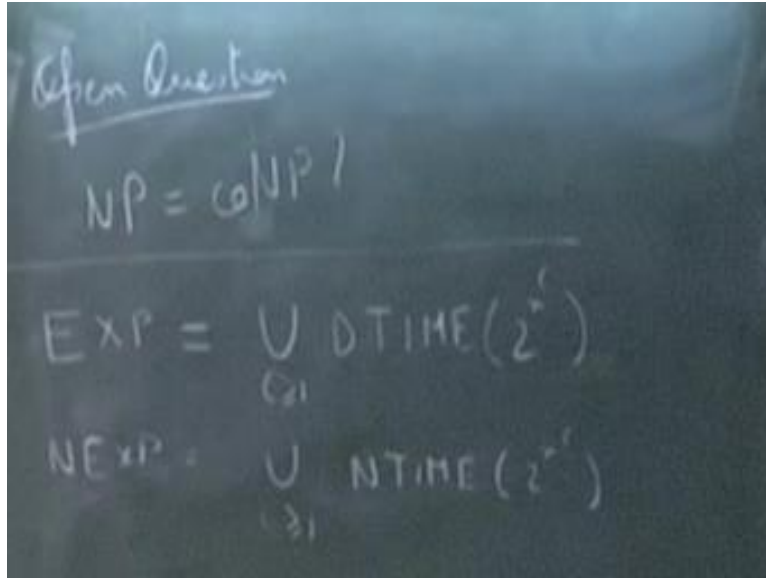 Open Question
NP = coNP?
EXP = ∪ DTIME(2^n^c)
c≥1
NEXP = ∪ NTIME(2^n^c)
c≥1